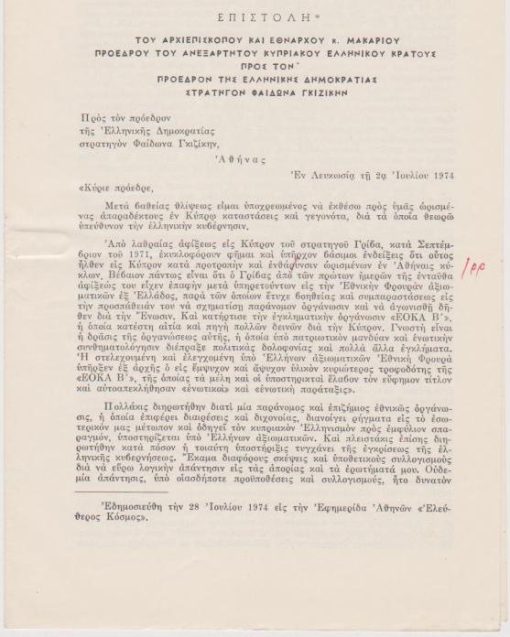 ΕΠΙΣΤΟΛΗ*
ΤΟΥ ΑΡΧΙΕΠΙΣΚΟΠΟΥ ΚΑΙ ΕΘΝΑΡΧΟΥ κ. ΜΑΚΑΡΙΟΥ
ΠΡΟΕΔΡΟΥ ΤΟΥ ΑΝΕΞΑΡΤΗΤΟΥ ΚΥΠΡΙΑΚΟΥ ΕΛΛΗΝΙΚΟΥ ΚΡΑΤΟΥΣ
ΠΡΟΣ ΤΟΝ
ΠΡΟΕΔΡΟΝ ΤΗΣ ΕΛΛΗΝΙΚΗΣ ΔΗΜΟΚΡΑΤΙΑΣ
ΣΤΡΑΤΗΓΟΝ ΦΑΙΔΩΝΑ ΓΚΙΖΙΚΗΝ
Πρὸς τὸν πρόεδρον
τῆς Ἑλληνικῆς Δημοκρατίας
στρατηγὸν Φαίδωνα Γκιζίκην,
Ἀθήνας
Ἐν Λευκωσίᾳ τῇ 2ᾳ Ἰουλίου 1974
«Κύριε πρόεδρε,
Μετὰ βαθείας θλίψεως εἶμαι ὑποχρεωμένος νὰ ἐκθέσω πρὸς ὑμᾶς ὡρισμέ-
νας ἀπαραδέκτους ἐν Κύπρῳ καταστάσεις καὶ γεγονότα, διὰ τὰ ὁποῖα θεωρῶ
ὑπεύθυνον τὴν ἑλληνικὴν κυβέρνησιν.
Ἀπὸ λαθραίας ἀφίξεως εἰς Κύπρον τοῦ στρατηγοῦ Γρίβα, κατὰ Σεπτέμ-
βριον τοῦ 1971, ἐκυκλοφόρουν φῆμαι καὶ ὑπῆρχον βάσιμοι ἐνδείξεις ὅτι οὗτος
ἦλθεν εἰς Κύπρον κατὰ προτροπὴν καὶ ἐνθάρυνσιν ὡρισμένων ἐν Ἀθήναις κύ-
κλων. Βέβαιον πάντως εἶναι ὅτι ὁ Γρίβας ἀπὸ τῶν πρώτων ἡμερῶν τῆς ἐνταῦθα
ἀφίξεώς του εἶχεν ἐπαφὴν μετὰ ὑπηρετούντων εἰς τὴν Ἐθνικὴν Φρουρὰν ἀξιω-
ματικῶν ἐξ Ἑλλάδος, παρὰ τῶν ὁποίων ἔτυχε βοηθείας καὶ συμπαραστάσεως εἰς
τὴν προσπάθειάν του νὰ σχηματίσῃ παράνομον ὀργάνωσιν καὶ νὰ ἀγωνισθῇ δῆ-
θεν διὰ τὴν Ἕνωσιν. Καὶ κατήρτισε τὴν ἐγκληματικὴν ὀργάνωσιν «ΕΟΚΑ Β'»,
ἡ ὁποία κατέστη αἰτία καὶ πηγὴ πολλῶν δεινῶν διὰ τὴν Κύπρον. Γνωστὴ εἶναι
ἡ δρᾶσις τῆς ὀργανώσεως αὐτῆς, ἡ ὁποία ὑπὸ πατριωτικὸν μανδύαν καὶ ἑνωτικὴν
συνθηματολόγησιν διέπραξε πολιτικὰς δολοφονίας καὶ πολλὰ ἄλλα ἐγκλήματα.
Ἡ στελεχουμένη καὶ ἐλεγχομένη ὑπὸ Ἑλλήνων ἀξιωματικῶν Ἐθνικὴ Φρουρὰ
ὑπῆρξεν ἐξ ἀρχῆς ὁ εἰς ἔμψυχον καὶ ἄψυχον ὑλικὸν κυριώτερος τροφοδότης τῆς
«ΕΟΚΑ Β'», τῆς ὁποίας τὰ μέλη καὶ οἱ ὑποστηρικταὶ ἔλαβον τὸν εὔφημον τίτλον
καὶ αὐτοαπεκλήθησαν «ἑνωτικοὶ» καὶ «ἑνωτικὴ παράταξις».
Πολλάκις διηρωτήθην διατὶ μία παράνομος καὶ ἐπιζήμιος ἐθνικῶς ὀργάνω-
σις, ἡ ὁποία ἐπιφέρει διαιρέσεις καὶ διχονοίας, διανοίγει ρήγματα εἰς τὸ ἐσω-
τερικόν μας μέτωπον καὶ ὁδηγεῖ τὸν κυπριακὸν Ἑλληνισμὸν πρὸς ἐμφύλιον σπα-
ραγμόν, ὑποστηρίζεται ὑπὸ Ἑλλήνων ἀξιωματικῶν. Καὶ πλειστάκις ἐπίσης διη-
ρωτήθην κατὰ πόσον ἡ τοιαύτη ὑποστήριξις τυγχάνει τῆς ἐγκρίσεως τῆς ἑλ-
ληνικῆς κυβερνήσεως. Ἔκαμα διαφόρους σκέψεις καὶ ὑποθετικοὺς συλλογισμοὺς
διὰ νὰ εὕρω λογικὴν ἀπάντησιν εἰς τὰς ἀπορίας καὶ τὰ ἐρωτήματά μου. Οὐδε-
μία ἀπάντησις, ὑπὸ οἱασδήποτε προϋποθέσεις καὶ συλλογισμούς, ἦτο δυνατὸν
Ἐδημοσιεύθη τὴν 28 Ἰουλίου 1974 εἰς τὴν Ἐφημερίδα Ἀθηνῶν «Ἐλεύ-
θερος Κόσμος».